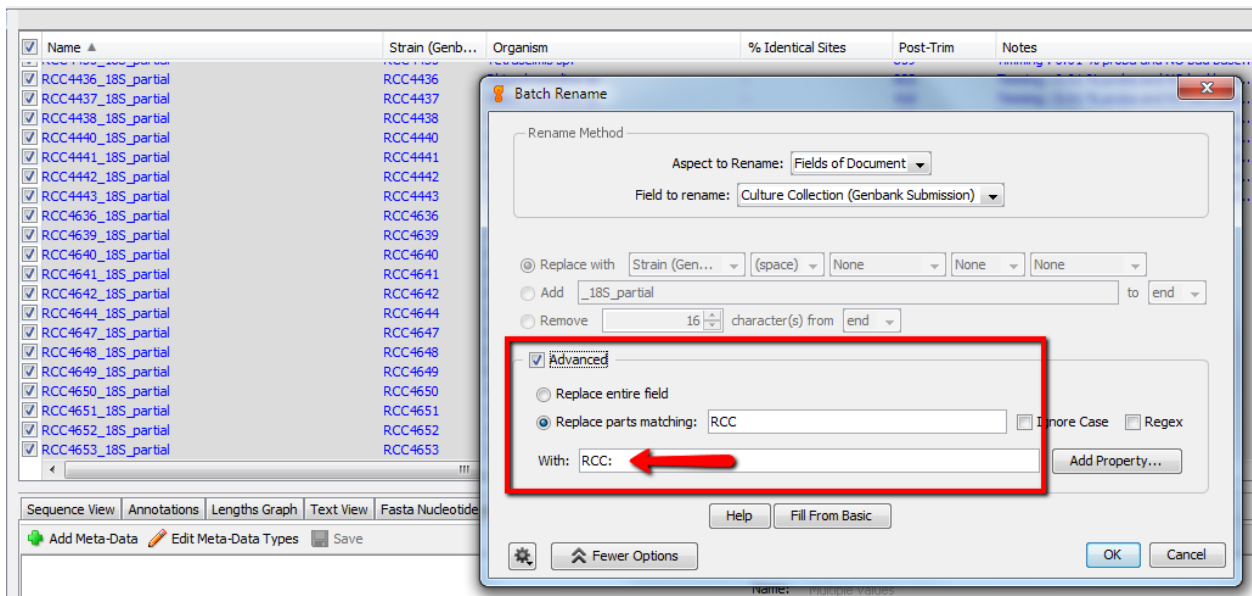 Name Strain (Genb... Organism % Identical Sites Post-Trim Notes
RCC4436_18S_partial RCC4436
RCC4437_18S_partial RCC4437
RCC4438_18S_partial RCC4438
RCC4440_18S_partial RCC4440
RCC4441_18S_partial RCC4441
RCC4442_18S_partial RCC4442
RCC4443_18S_partial RCC4443
RCC4636_18S_partial RCC4636
RCC4639_18S_partial RCC4639
RCC4640_18S_partial RCC4640
RCC4641_18S_partial RCC4641
RCC4642_18S_partial RCC4642
RCC4644_18S_partial RCC4644
RCC4647_18S_partial RCC4647
RCC4648_18S_partial RCC4648
RCC4649_18S_partial RCC4649
RCC4650_18S_partial RCC4650
RCC4651_18S_partial RCC4651
RCC4652_18S_partial RCC4652
RCC4653_18S_partial RCC4653
Sequence View Annotations Lengths Graph Text View Fasta Nucleotide
Add Meta-Data Edit Meta-Data Types Save
Batch Rename
Rename Method
Aspect to Rename: Fields of Document
Field to rename: Culture Collection (Genbank Submission)
Replace with Strain (Gen... (space) None None None
Add _18S_partial to end
Remove 16 character(s) from end
Advanced
Replace entire field
Replace parts matching: RCC Ignore Case Regex
With: RCC: Add Property...
Help Fill From Basic
Fewer Options OK Cancel
Name: Multiple values